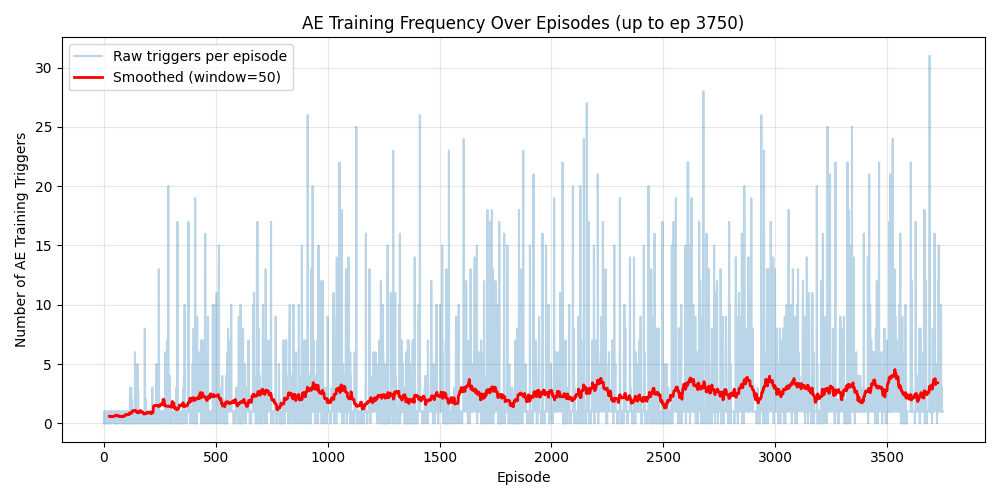 AE Training Frequency Over Episodes (up to ep 3750)
Raw triggers per episode
Smoothed (window=50)
Number of AE Training Triggers
30
25
20
15
10
5
0
0 500 1000 1500 2000 2500 3000 3500
Episode